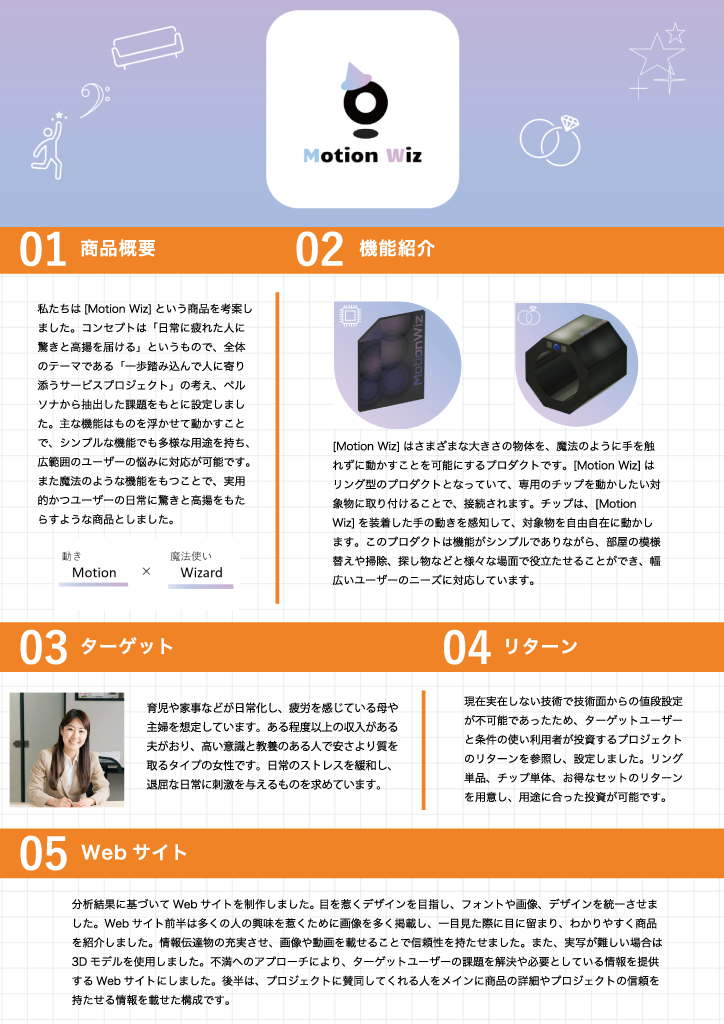 Motion Wiz
01 商品概要
02 機能紹介
私たちは [Motion Wiz] という商品を考案し
ました。コンセプトは「日常に疲れた人に
驚きと高揚を届ける」というもので、全体
のテーマである「一歩踏み込んで人に寄り
添うサービスプロジェクト」の考え、ペル
ソナから抽出した課題をもとに設定しまし
た。主な機能はものを浮かせて動かすこと
で、シンプルな機能でも多様な用途を持ち、
広範囲のユーザーの悩みに対応が可能です。
また魔法のような機能をもつことで、実用
的かつユーザーの日常に驚きと高揚をもた
らすような商品としました。
動き
魔法使い
Motion × Wizard
MotionWiz
[Motion Wiz] はさまざまな大きさの物体を、魔法のように手を触
れずに動かすことを可能にするプロダクトです。[Motion Wiz] は
リング型のプロダクトとなっていて、専用のチップを動かしたい対
象物に取り付けることで、接続されます。チップは、[Motion
Wiz] を装着した手の動きを感知して、対象物を自由自在に動かし
ます。このプロダクトは機能がシンプルでありながら、部屋の模様
替えや掃除、探し物などと様々な場面で役立たせることができ、幅
広いユーザーのニーズに対応しています。
03 ターゲット
04 リターン
育児や家事などが日常化し、疲労を感じている母や
主婦を想定しています。ある程度以上の収入がある
夫がおり、高い意識と教養のある人で安さより質を
取るタイプの女性です。日常のストレスを緩和し、
退屈な日常に刺激を与えるものを求めています。
現在実在しない技術で技術面からの値段設定
が不可能であったため、ターゲットユーザー
と条件の使い利用者が投資するプロジェクト
のリターンを参照し、設定しました。リング
単品、チップ単体、お得なセットのリターン
を用意し、用途に合った投資が可能です。
05 Web サイト
分析結果に基づいて Web サイトを制作しました。目を惹くデザインを目指し、フォントや画像、デザインを統一させま
した。Web サイト前半は多くの人の興味を惹くために画像を多く掲載し、一目見た際に目に留まり、わかりやすく商品
を紹介しました。情報伝達物の充実させ、画像や動画を載せることで信頼性を持たせました。また、実写が難しい場合は
3D モデルを使用しました。不満へのアプローチにより、ターゲットユーザーの課題を解決や必要としている情報を提供
する Web サイトにしました。後半は、プロジェクトに賛同してくれる人をメインに商品の詳細やプロジェクトの信頼を
持たせる情報を載せた構成です。